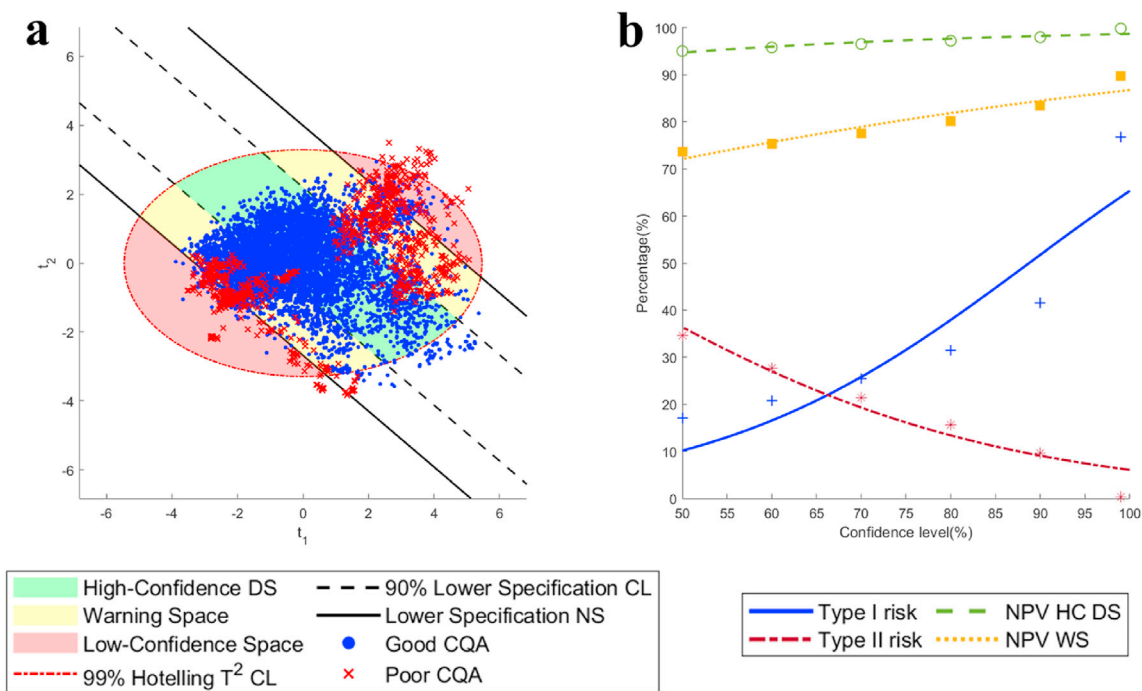 a
6
4
2
0
-2
-4
-6
t2
-6 -4 -2 0 2 4 6
t1
b
100
90
80
70
60
50
40
30
20
10
0
Percentage(%)
50 55 60 65 70 75 80 85 90 95 100
Confidence level(%)
High-Confidence DS
Warning Space
Low-Confidence Space
99% Hotelling T² CL
90% Lower Specification CL
Lower Specification NS
Good CQA
Poor CQA
Type I risk
Type II risk
NPV HC DS
NPV WS